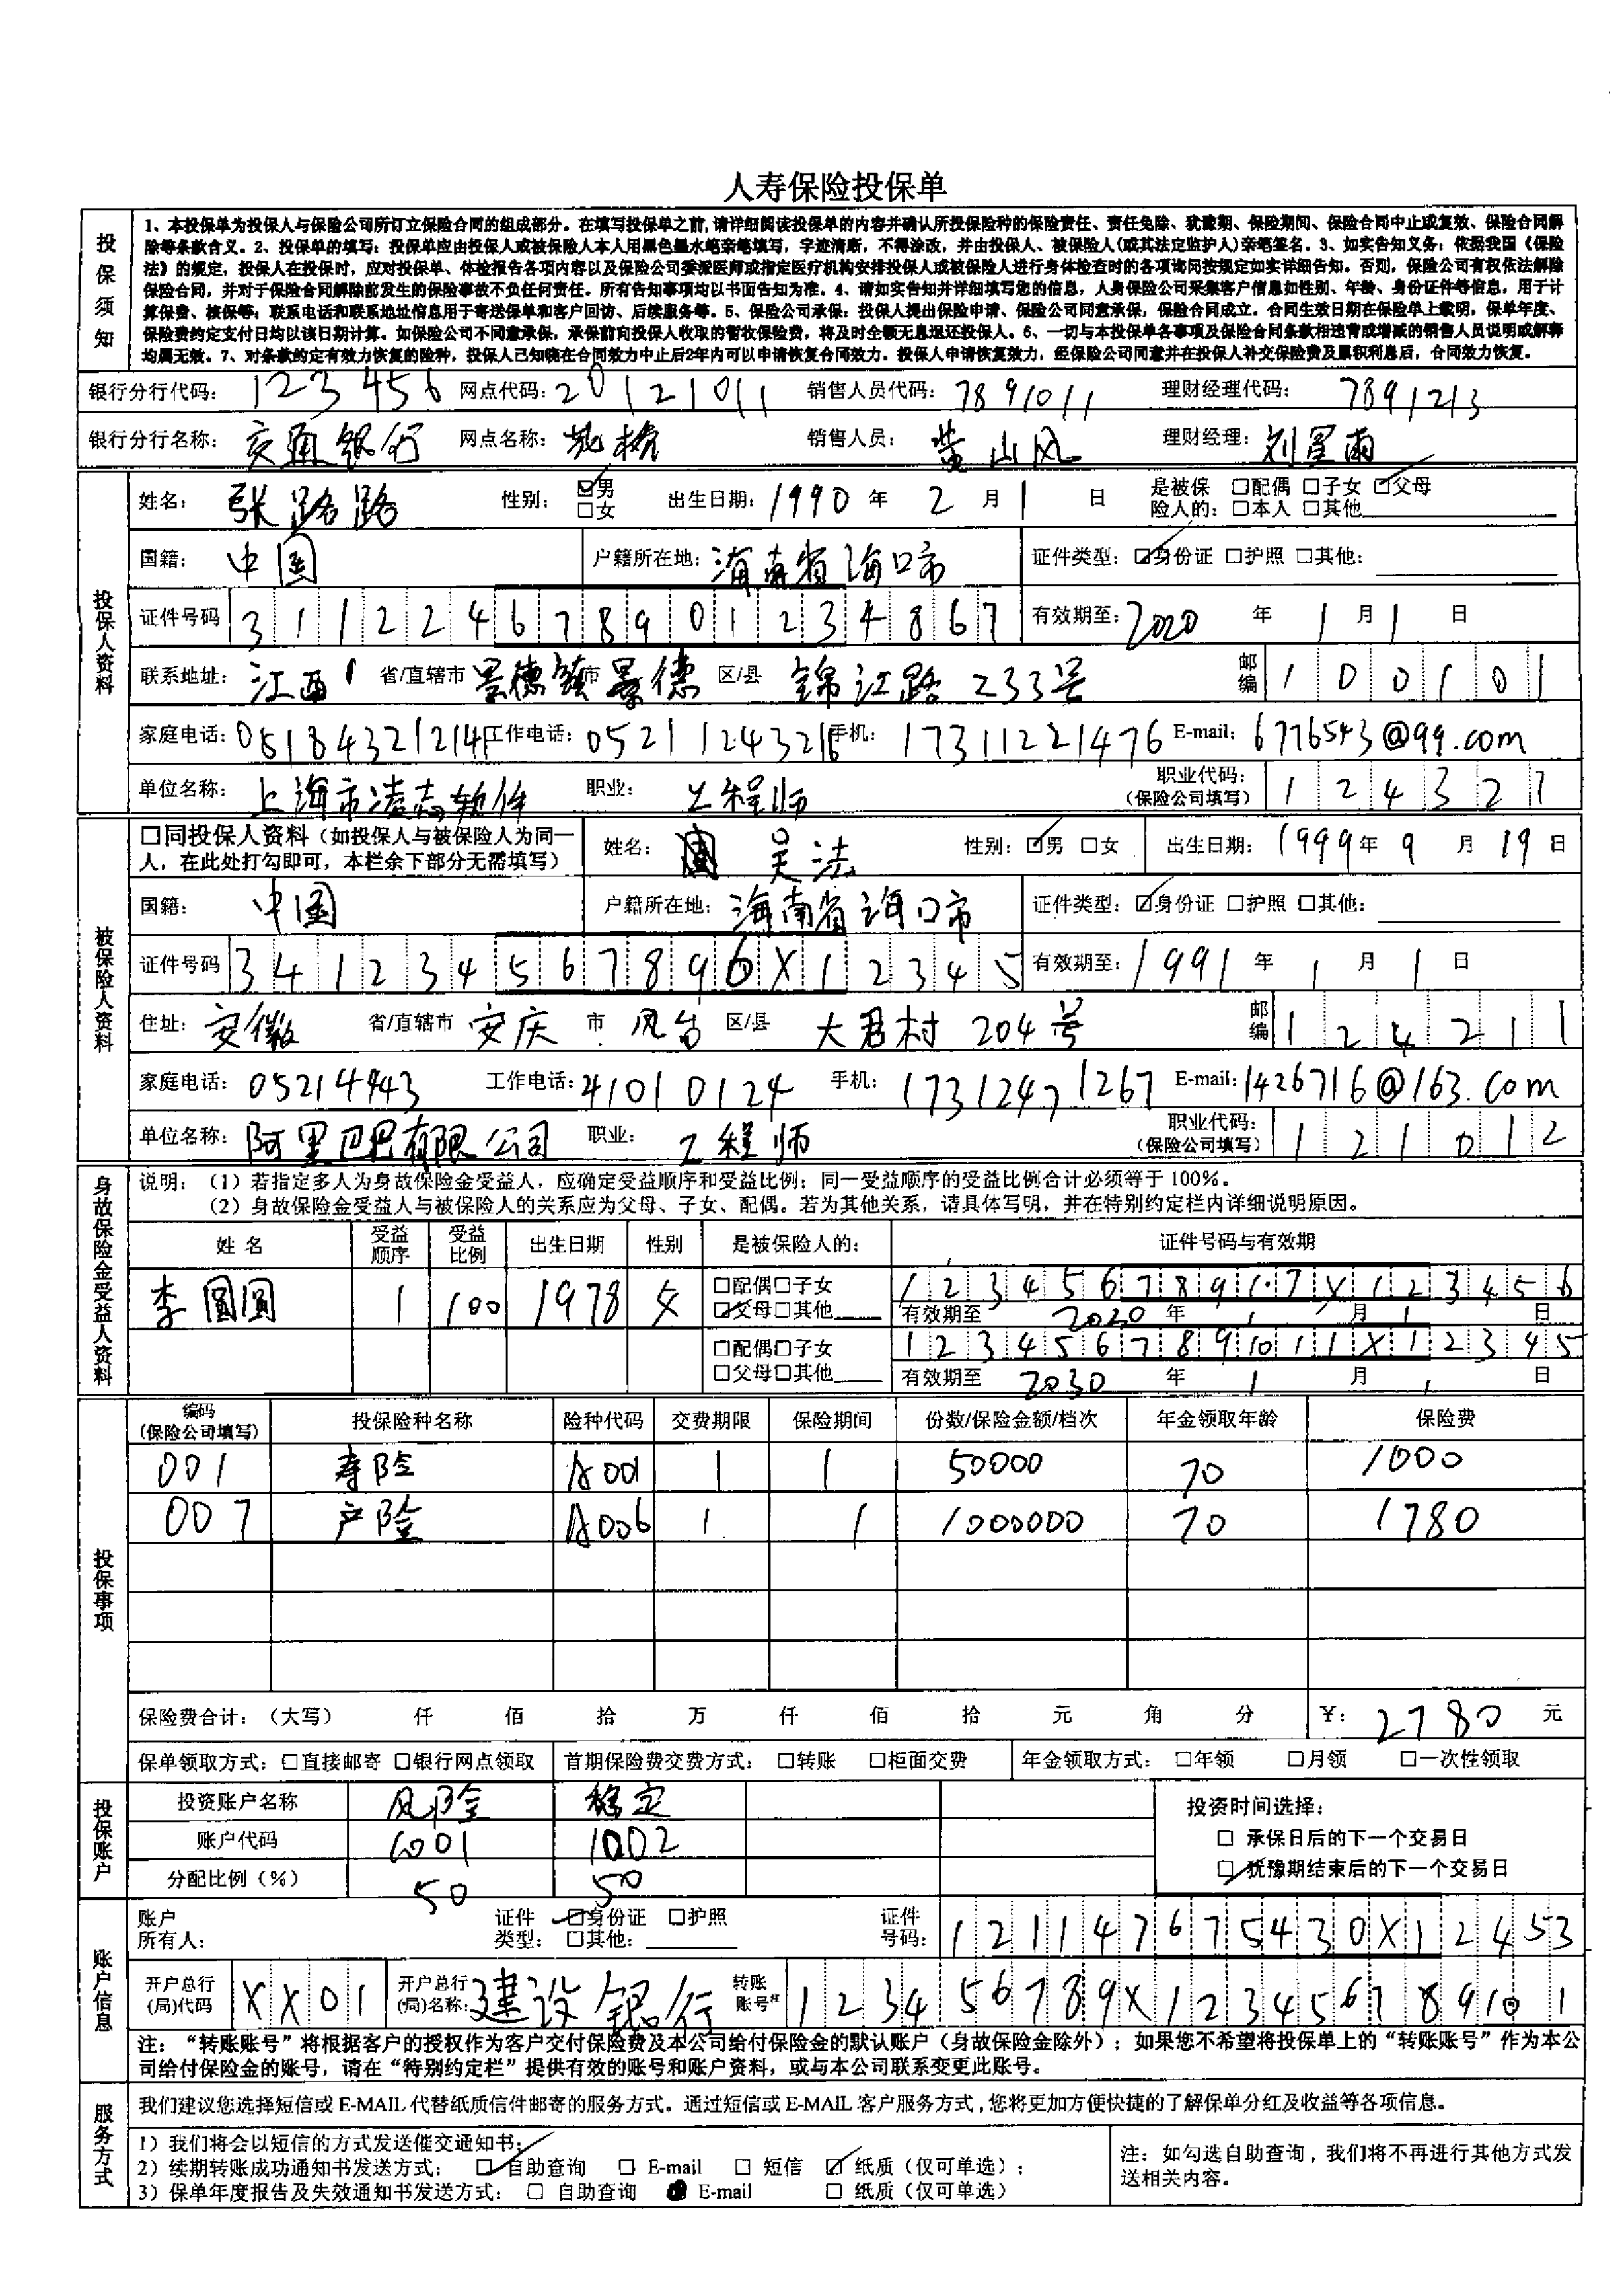 人寿保险投保单
投保须知
1、本投保单为投保人与保险公司所订立保险合同的组成部分。在填写投保单之前,请详细阅读投保单的内容并确认所投保险种的保险责任、责任免除、犹豫期、保险期间、保险合同中止或复效、保险合同解
除等条款含义。2、投保单的填写：投保单应由投保人或被保险人本人用黑色墨水笔亲笔填写，字迹清晰，不得涂改，并由投保人、被保险人(或其法定监护人)亲笔签名。3、如实告知义务：依据我国《保险
法》的规定，投保人在投保时，应对投保单、体检报告各项内容以及保险公司委派医师或指定医疗机构安排投保人或被保险人进行身体检查时的各项询问按规定如实详细告知。否则，保险公司有权依法解除
保险合同，并对于保险合同解除前发生的保险事故不负任何责任。所有告知事项均以书面告知为准。4、请如实告知并详细填写您的信息，人身保险公司采集客户信息如性别、年龄、身份证件等信息，用于计
算保费、核保等；联系电话和联系地址信息用于寄送保单和客户回访、后续服务等。5、保险公司承保：投保人提出保险申请、保险公司同意承保，保险合同成立。合同生效日期在保险单上载明，保单年度、
保险费约定支付日均以该日期计算。如保险公司不同意承保，承保前向投保人收取的暂收保险费，将及时全额无息退还投保人。6、一切与本投保单各事项及保险合同条款相违背或增减的销售人员说明或解释
均属无效。7、对条款约定有效力恢复的险种，投保人已知晓在合同效力中止后2年内可以申请恢复合同效力。投保人申请恢复效力，经保险公司同意并在投保人补交保险费及累积利息后，合同效力恢复。
银行分行代码： 123456 网点代码：20121011 销售人员代码：7891011 理财经理代码： 7891213
银行分行名称： 交通银行 网点名称： 销售人员： 黄山风 理财经理：刘星雨
投保人资料
姓名： 张路路 性别： ☑男 □女 出生日期：1990 年 2 月 1 日 是被保险人的： □配偶 □子女 ☑父母 □本人 □其他
国籍： 中国 户籍所在地：海南省海口市 证件类型：☑身份证 □护照 □其他：
证件号码 311224678901234867 有效期至：2020 年 1 月 1 日
联系地址： 江西 省/直辖市 景德镇 市 景德 区/县 锦江路 233号 邮编 100101
家庭电话：051843212141 工作电话：05211243216 手机： 17311221476 E-mail：6776543@qq.com
单位名称： 上海市凌志软件 职业： 工程师 职业代码：（保险公司填写） 124327
被保险人资料
□同投保人资料（如投保人与被保险人为同一
人，在此处打勾即可，本栏余下部分无需填写）
姓名： 吴法 性别：☑男 □女 出生日期：1999年 9 月 19日
国籍： 中国 户籍所在地：海南省海口市 证件类型：☑身份证 □护照 □其他：
证件号码 34123456789 6X12345 有效期至：1991 年 1 月 1 日
住址：安徽 省/直辖市 安庆 市 凤台 区/县 大君村 204号 邮编 124211
家庭电话： 05214443 工作电话：41010124 手机： 17312471267 E-mail：1426716@163.com
单位名称：阿里巴巴有限公司 职业： 工程师 职业代码：（保险公司填写） 121012
身故保险金受益人资料
说明：（1）若指定多人为身故保险金受益人，应确定受益顺序和受益比例；同一受益顺序的受益比例合计必须等于100%。
（2）身故保险金受益人与被保险人的关系应为父母、子女、配偶。若为其他关系，请具体写明，并在特别约定栏内详细说明原因。
姓 名 受益顺序 受益比例 出生日期 性别 是被保险人的： 证件号码与有效期
李圆圆 1 100 1978 女 □配偶□子女 ☑父母□其他 1234567891·7X123456
有效期至 2020 年 1 月 1 日
□配偶□子女 □父母□其他 1234567891011X12345
有效期至 2030 年 1 月 1 日
投保事项
编码（保险公司填写） 投保险种名称 险种代码 交费期限 保险期间 份数/保险金额/档次 年金领取年龄 保险费
001 寿险 A001 1 1 50000 70 1000
007 产险 A006 1 1 1000000 70 1780
保险费合计：（大写） 仟 佰 拾 万 仟 佰 拾 元 角 分 ¥：2780 元
保单领取方式：□直接邮寄 □银行网点领取 首期保险费交费方式：□转账 □柜面交费 年金领取方式：□年领 □月领 □一次性领取
投保账户
投资账户名称 风险 稳定 投资时间选择：
账户代码 6001 1002 □ 承保日后的下一个交易日
分配比例（%） 50 50 ☑ 犹豫期结束后的下一个交易日
账户信息
账户所有人： 证件类型： ☑身份证 □护照 □其他： 证件号码： 121147675430X12453
开户总行(局)代码 XX01 开户总行(局)名称：建设银行 转账账号注 123456789X12345678910 1
注：“转账账号”将根据客户的授权作为客户交付保险费及本公司给付保险金的默认账户（身故保险金除外）；如果您不希望将投保单上的“转账账号”作为本公
司给付保险金的账号，请在“特别约定栏”提供有效的账号和账户资料，或与本公司联系变更此账号。
服务方式
我们建议您选择短信或 E-MAIL 代替纸质信件邮寄的服务方式。通过短信或 E-MAIL 客户服务方式，您将更加方便快捷的了解保单分红及收益等各项信息。
1）我们将会以短信的方式发送催交通知书；
2）续期转账成功通知书发送方式： ☑ 自助查询 □ E-mail □ 短信 ☑ 纸质（仅可单选）；
3）保单年度报告及失效通知书发送方式：□ 自助查询 ■ E-mail □ 纸质（仅可单选）
注：如勾选自助查询，我们将不再进行其他方式发
送相关内容。